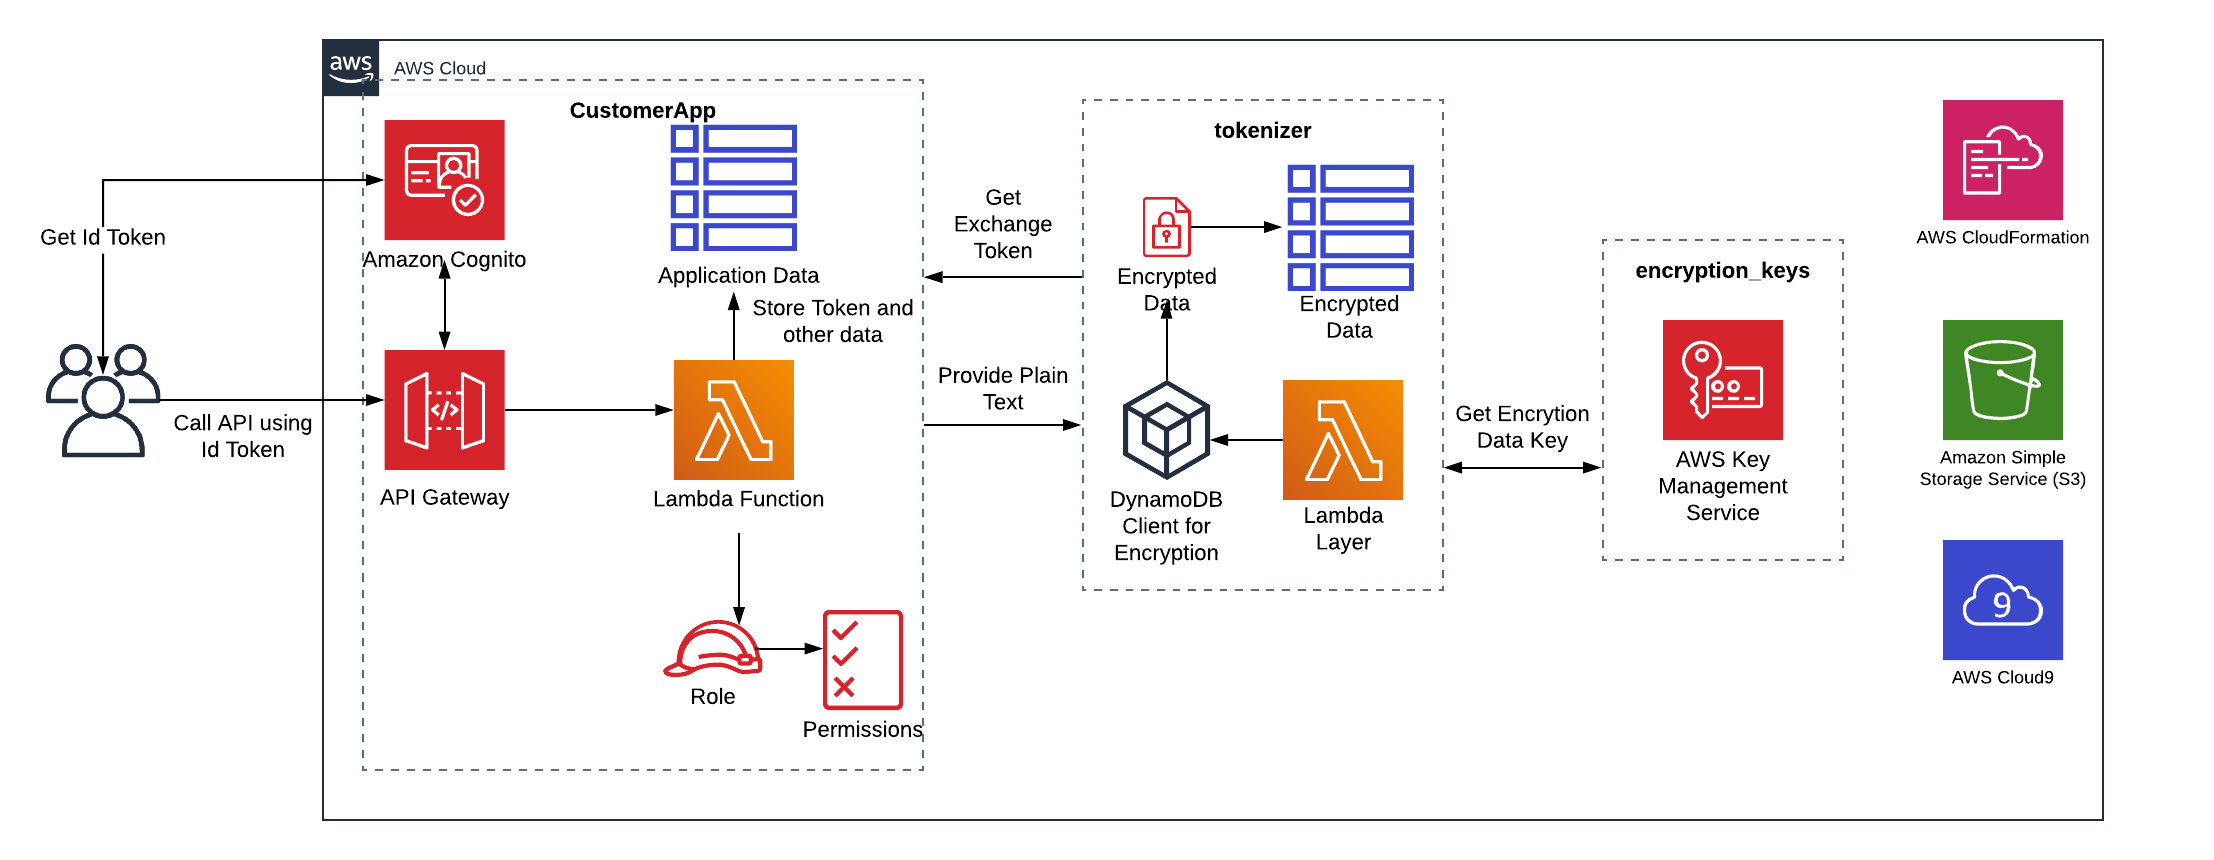 aws
AWS Cloud
CustomerApp
Amazon Cognito
Application Data
Store Token and
other data
Get Id Token
Call API using
Id Token
API Gateway
</>
Lambda Function
Role
Permissions
Get
Exchange
Token
Provide Plain
Text
tokenizer
Encrypted
Data
Encrypted
Data
DynamoDB
Client for
Encryption
Lambda
Layer
Get Encrytion
Data Key
encryption_keys
AWS Key
Management
Service
AWS CloudFormation
Amazon Simple
Storage Service (S3)
9
AWS Cloud9